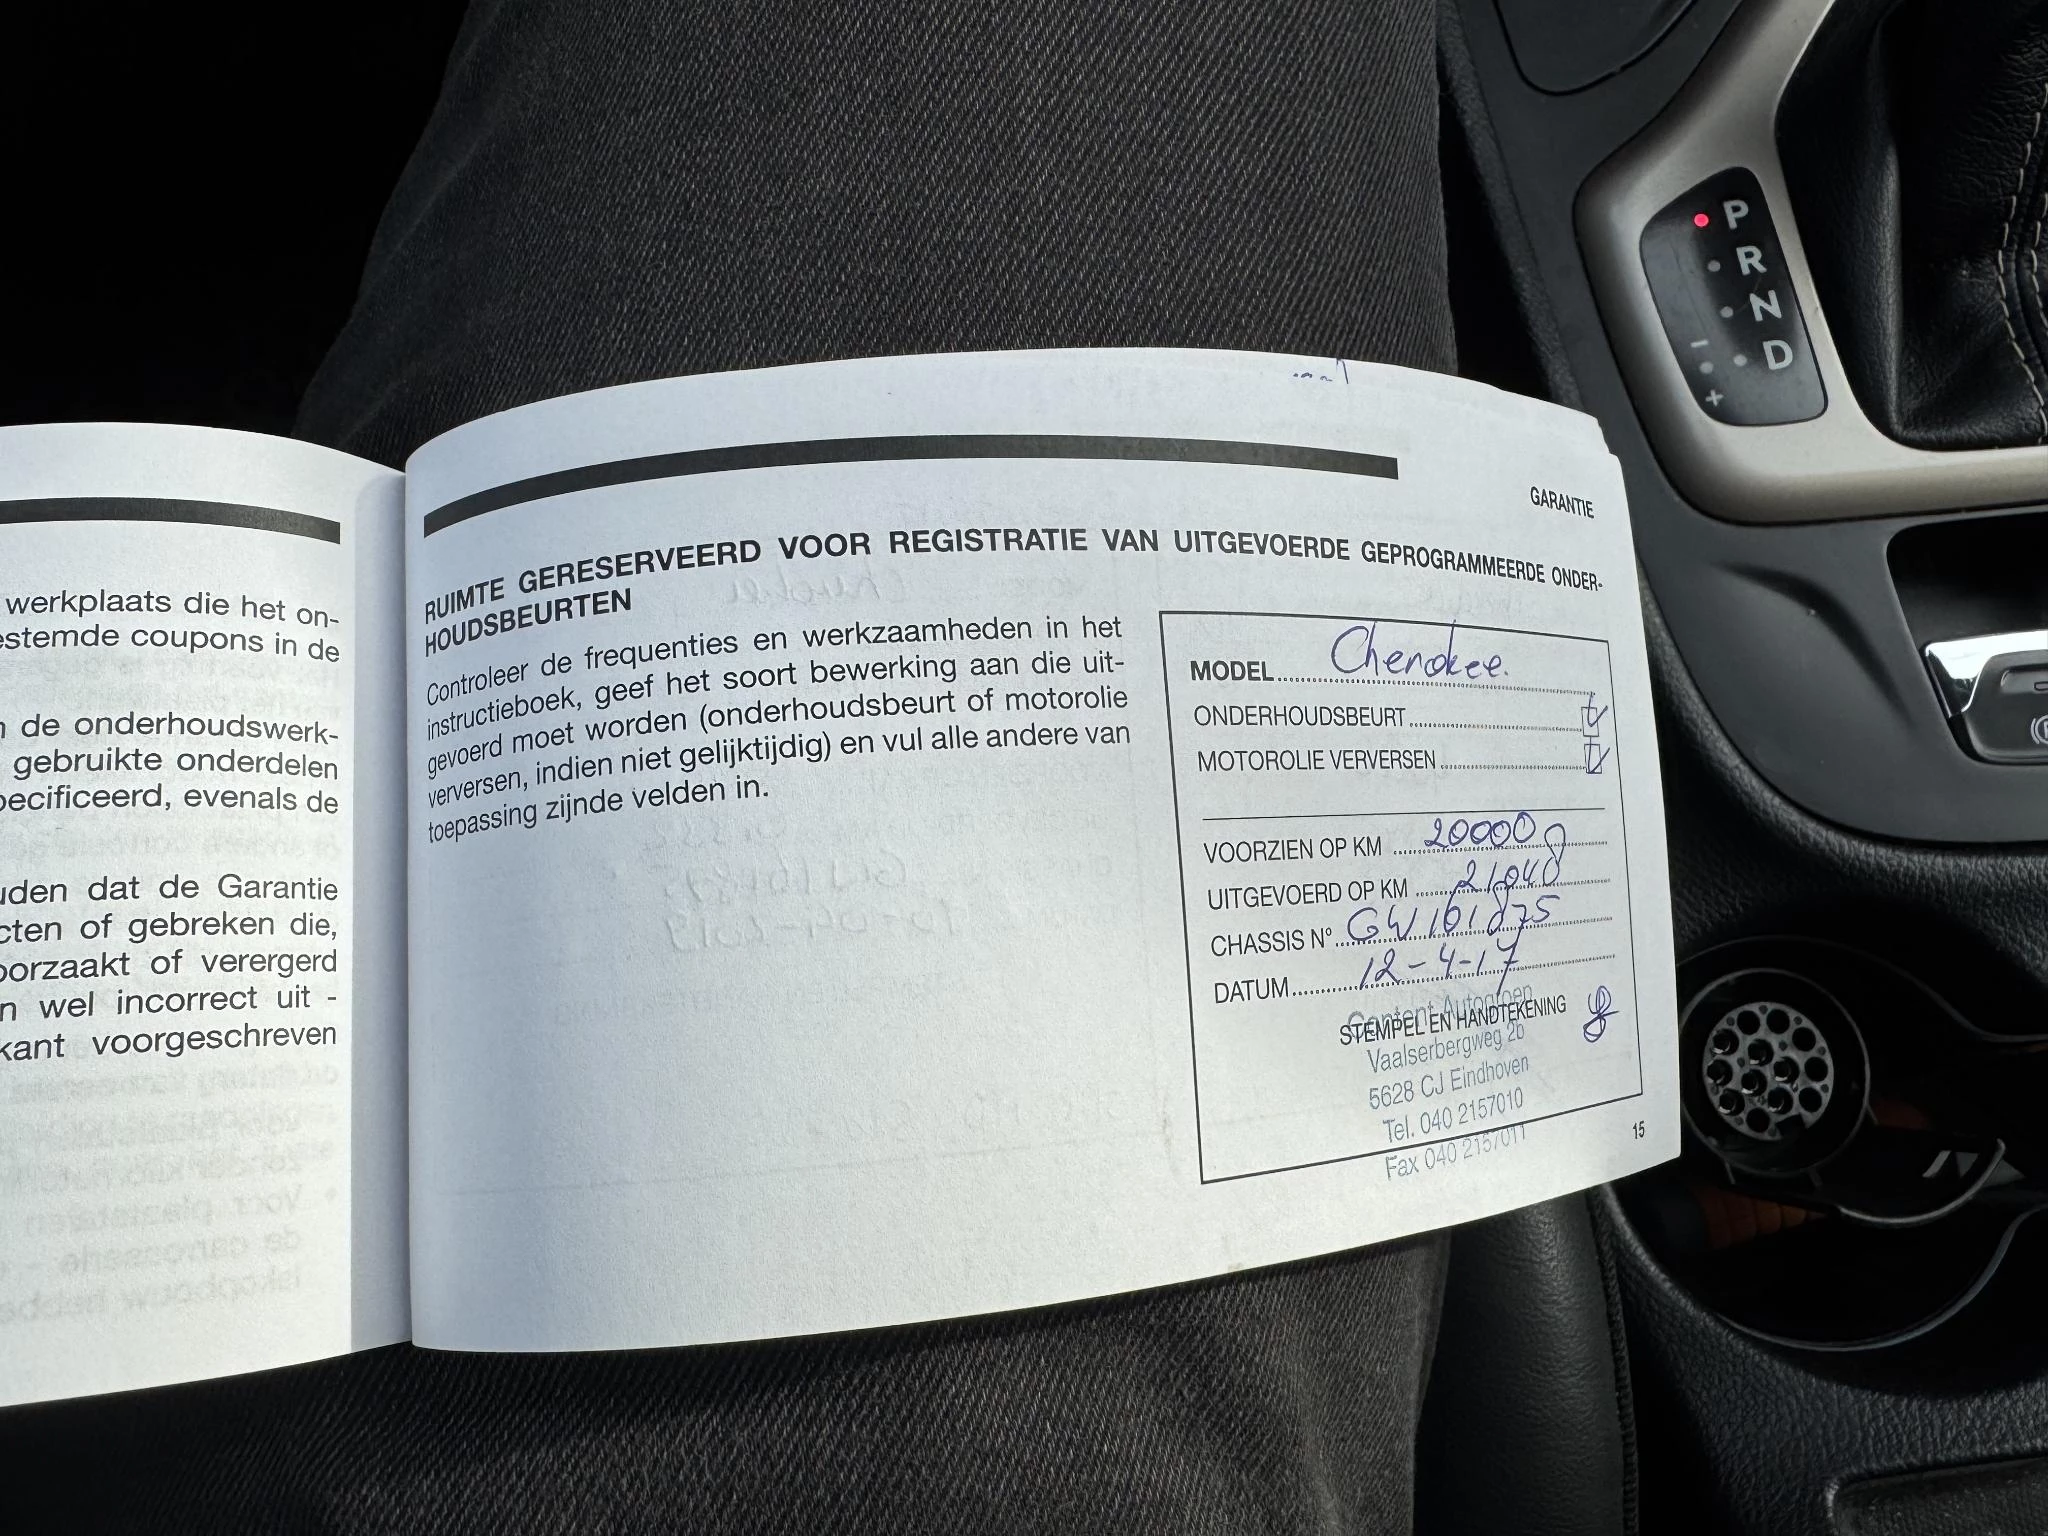 werkplaats die het on-
estemde coupons in de
n de onderhoudswerk-
gebruikte onderdelen
pecificeerd, evenals de
uden dat de Garantie
cten of gebreken die,
oorzaakt of verergerd
n wel incorrect uit -
kant voorgeschreven
GARANTIE
RUIMTE GERESERVEERD VOOR REGISTRATIE VAN UITGEVOERDE GEPROGRAMMEERDE ONDER-
HOUDSBEURTEN
Controleer de frequenties en werkzaamheden in het
instructieboek, geef het soort bewerking aan die uit-
gevoerd moet worden (onderhoudsbeurt of motorolie
verversen, indien niet gelijktijdig) en vul alle andere van
toepassing zijnde velden in.
MODEL Cherokee.
ONDERHOUDSBEURT
MOTOROLIE VERVERSEN
VOORZIEN OP KM 20000
UITGEVOERD OP KM 21040
CHASSIS Nº GW101875
DATUM 12-4-17
Content Autogroen
STEMPEL EN HANDTEKENING
Vaalserbergweg 2b
5628 CJ Eindhoven
Tel. 040 2157010
Fax 040 2157011
15
P
R
N
D
-
+